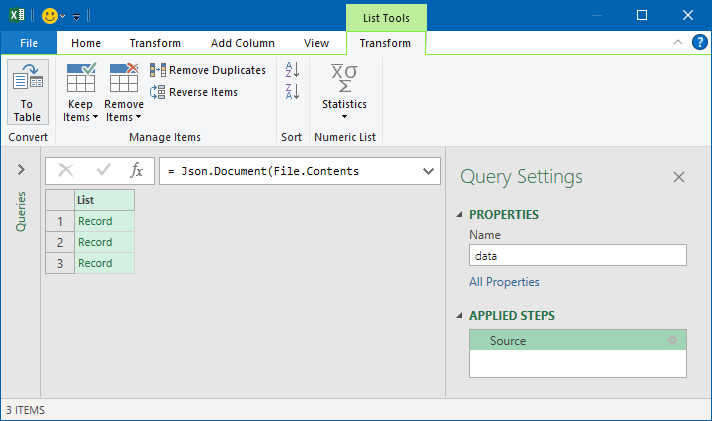 List Tools
File
Home
Transform
Add Column
View
Transform
To Table
Keep Items
Remove Items
Remove Duplicates
Reverse Items
A Z
Z A
X̅σ Σ
Statistics
Convert
Manage Items
Sort
Numeric List
Queries
fx
= Json.Document(File.Contents
List
1 Record
2 Record
3 Record
Query Settings
PROPERTIES
Name
data
All Properties
APPLIED STEPS
Source
3 ITEMS